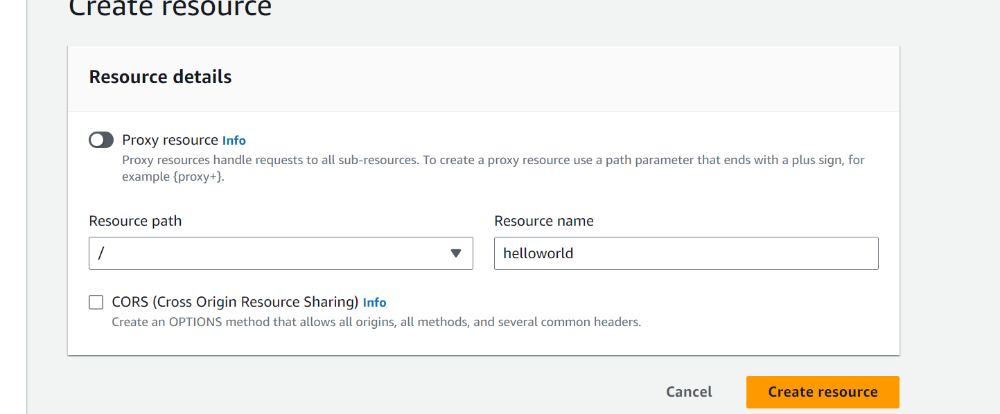 Create resource
Resource details
Proxy resource Info
Proxy resources handle requests to all sub-resources. To create a proxy resource use a path parameter that ends with a plus sign, for
example {proxy+}.
Resource path
Resource name
/
helloworld
CORS (Cross Origin Resource Sharing) Info
Create an OPTIONS method that allows all origins, all methods, and several common headers.
Cancel
Create resource